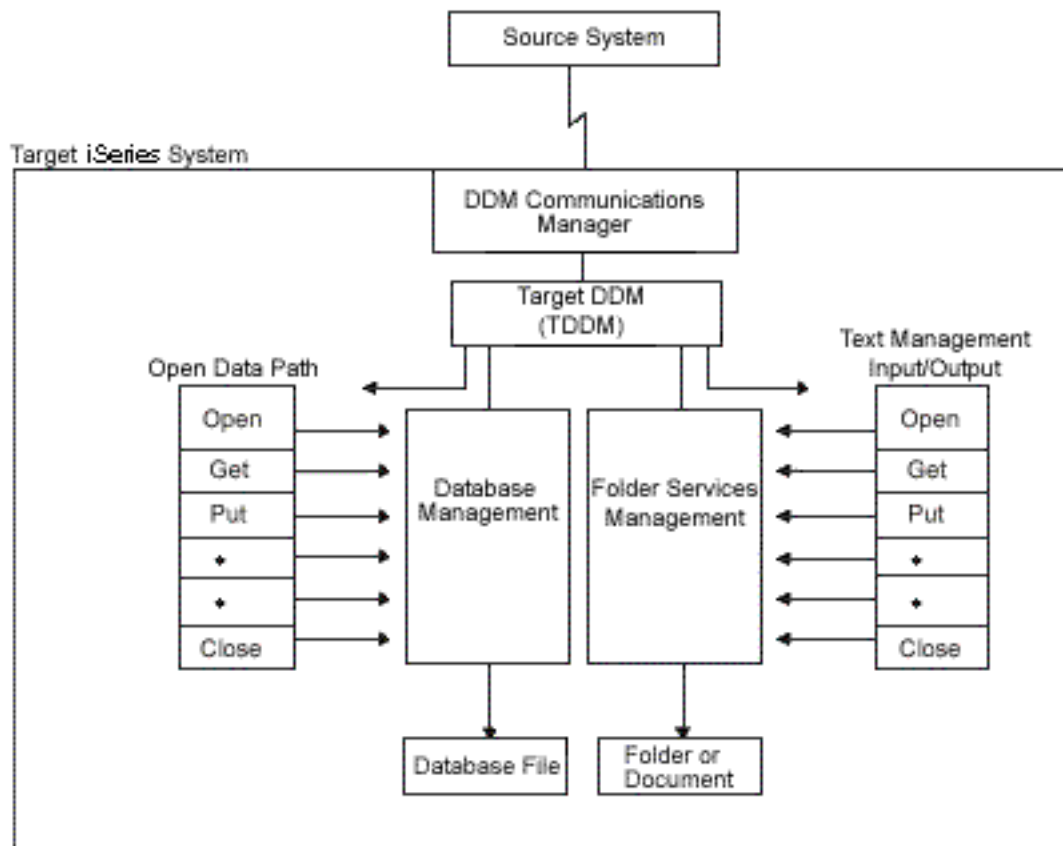 Source System
Target iSeries System
DDM Communications
Manager
Target DDM
(TDDM)
Open Data Path
Text Management
Input/Output
Open
Get
Put
Close
Database
Management
Folder Services
Management
Open
Get
Put
Close
Database File
Folder or
Document